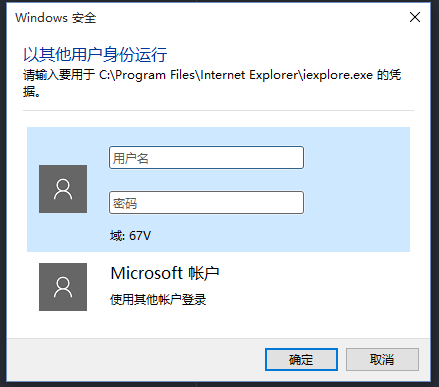 Windows 安全
以其他用户身份运行
请输入要用于 C:\Program Files\Internet Explorer\iexplore.exe 的凭
据。
用户名
密码
域: 67V
Microsoft 帐户
使用其他帐户登录
确定
取消